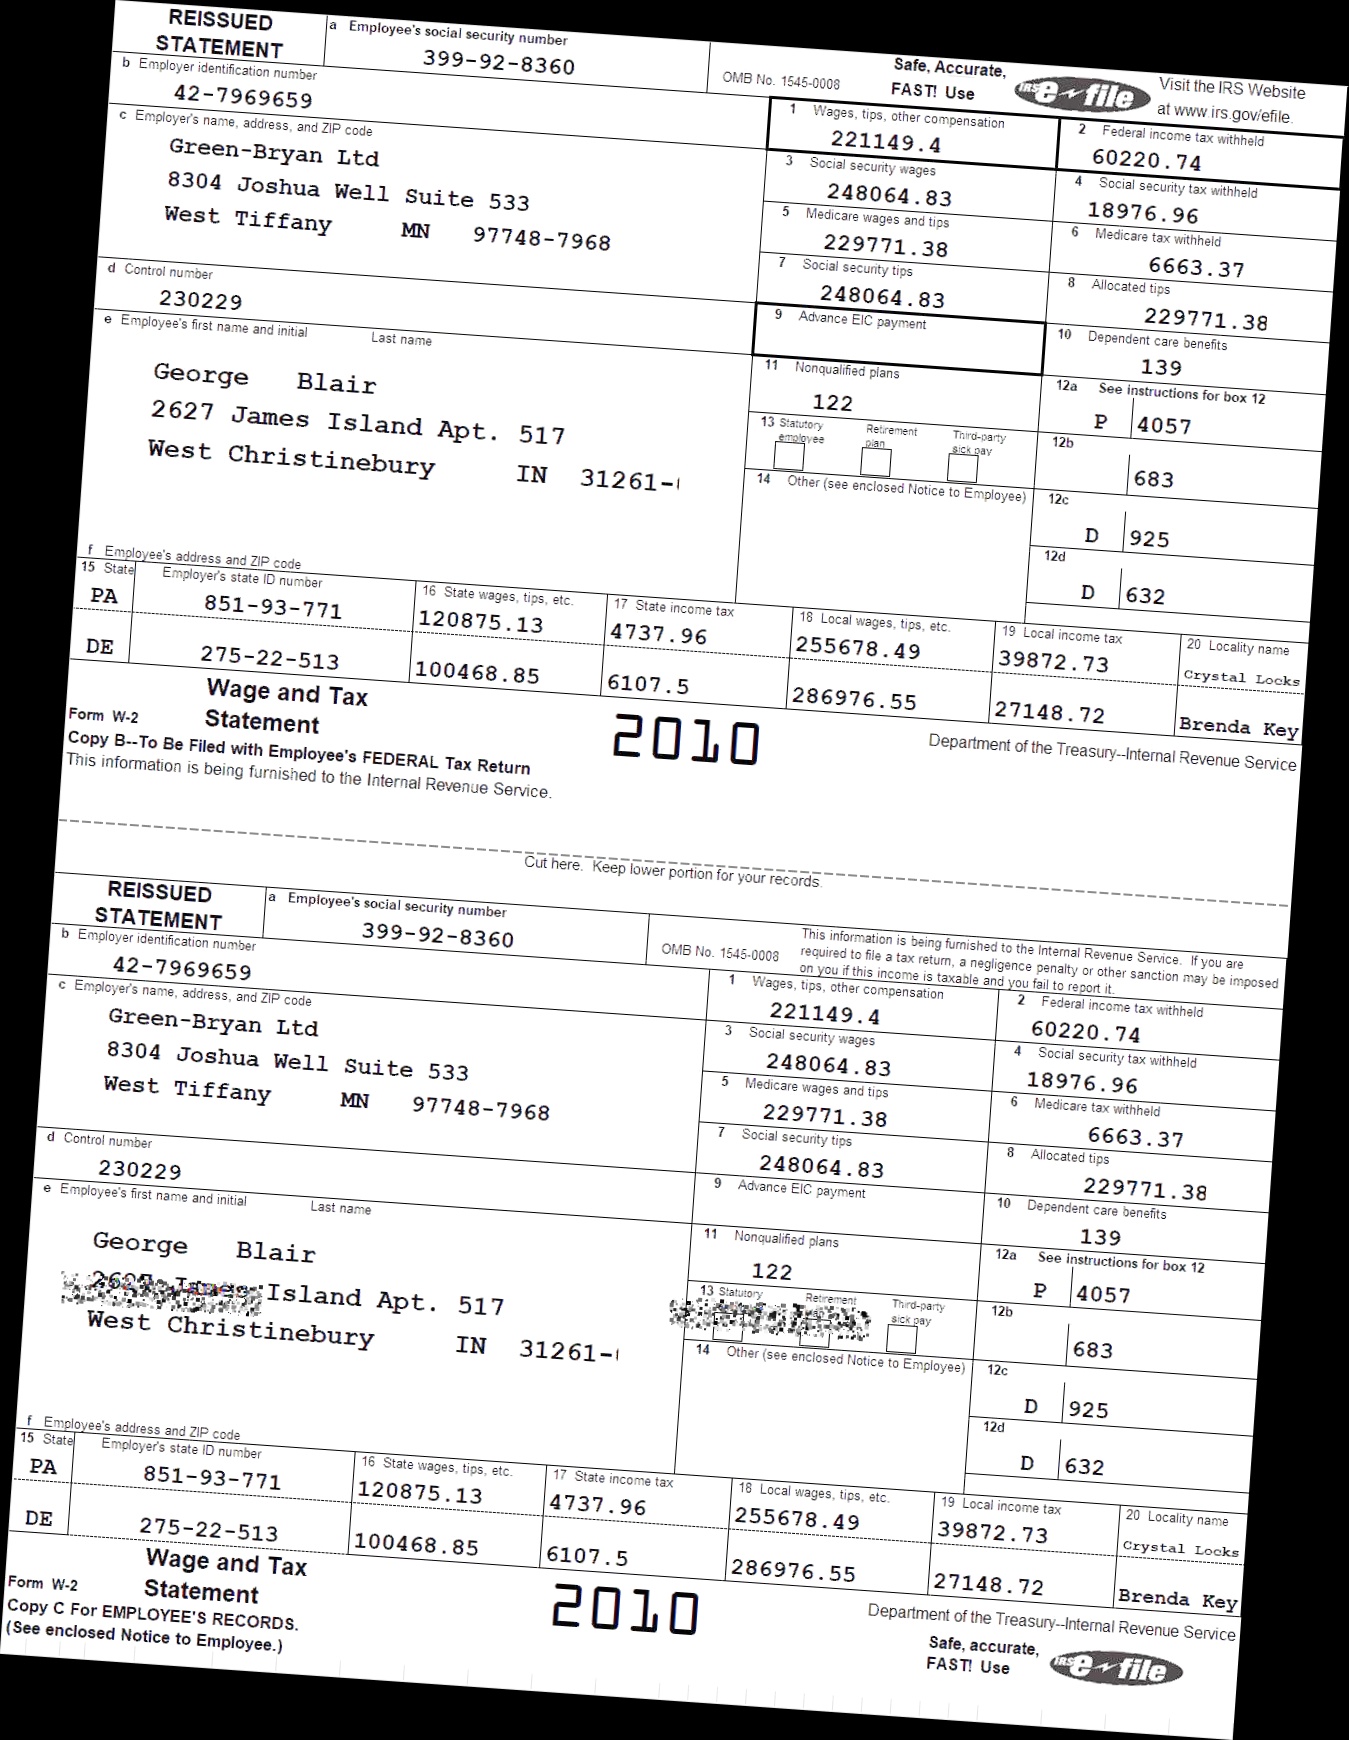 REISSUED
STATEMENT
a Employee's social security number
399-92-8360
OMB No. 1545-0008
Safe, Accurate,
FAST! Use
IRS e-file
Visit the IRS Website
at www.irs.gov/efile.
b Employer identification number
42-7969659
1 Wages, tips, other compensation
221149.4
2 Federal income tax withheld
60220.74
c Employer's name, address, and ZIP code
Green-Bryan Ltd
8304 Joshua Well Suite 533
West Tiffany MN 97748-7968
3 Social security wages
248064.83
4 Social security tax withheld
18976.96
5 Medicare wages and tips
229771.38
6 Medicare tax withheld
6663.37
7 Social security tips
248064.83
8 Allocated tips
229771.38
d Control number
230229
9 Advance EIC payment
10 Dependent care benefits
139
e Employee's first name and initial Last name
George Blair
2627 James Island Apt. 517
West Christinebury IN 31261-
11 Nonqualified plans
122
12a See instructions for box 12
P 4057
13 Statutory employee
Retirement plan
Third-party sick pay
12b
683
14 Other (see enclosed Notice to Employee)
12c
D 925
12d
D 632
f Employee's address and ZIP code
15 State Employer's state ID number
16 State wages, tips, etc.
17 State income tax
18 Local wages, tips, etc.
19 Local income tax
20 Locality name
PA 851-93-771 120875.13 4737.96 255678.49 39872.73 Crystal Locks
DE 275-22-513 100468.85 6107.5 286976.55 27148.72 Brenda Key
Form W-2
Wage and Tax
Statement
2010
Department of the Treasury--Internal Revenue Service
Copy B--To Be Filed with Employee's FEDERAL Tax Return
This information is being furnished to the Internal Revenue Service.
Cut here. Keep lower portion for your records.
REISSUED
STATEMENT
a Employee's social security number
399-92-8360
OMB No. 1545-0008
This information is being furnished to the Internal Revenue Service. If you are
required to file a tax return, a negligence penalty or other sanction may be imposed
on you if this income is taxable and you fail to report it.
b Employer identification number
42-7969659
1 Wages, tips, other compensation
221149.4
2 Federal income tax withheld
60220.74
c Employer's name, address, and ZIP code
Green-Bryan Ltd
8304 Joshua Well Suite 533
West Tiffany MN 97748-7968
3 Social security wages
248064.83
4 Social security tax withheld
18976.96
5 Medicare wages and tips
229771.38
6 Medicare tax withheld
6663.37
7 Social security tips
248064.83
8 Allocated tips
229771.38
d Control number
230229
9 Advance EIC payment
10 Dependent care benefits
139
e Employee's first name and initial Last name
George Blair
Island Apt. 517
West Christinebury IN 31261-
11 Nonqualified plans
122
12a See instructions for box 12
P 4057
13 Statutory
Retirement
Third-party sick pay
12b
683
14 Other (see enclosed Notice to Employee)
12c
D 925
12d
D 632
f Employee's address and ZIP code
15 State Employer's state ID number
16 State wages, tips, etc.
17 State income tax
18 Local wages, tips, etc.
19 Local income tax
20 Locality name
PA 851-93-771 120875.13 4737.96 255678.49 39872.73 Crystal Locks
DE 275-22-513 100468.85 6107.5 286976.55 27148.72 Brenda Key
Form W-2
Wage and Tax
Statement
2010
Department of the Treasury--Internal Revenue Service
Copy C For EMPLOYEE'S RECORDS.
(See enclosed Notice to Employee.)
Safe, accurate,
FAST! Use
IRS e-file